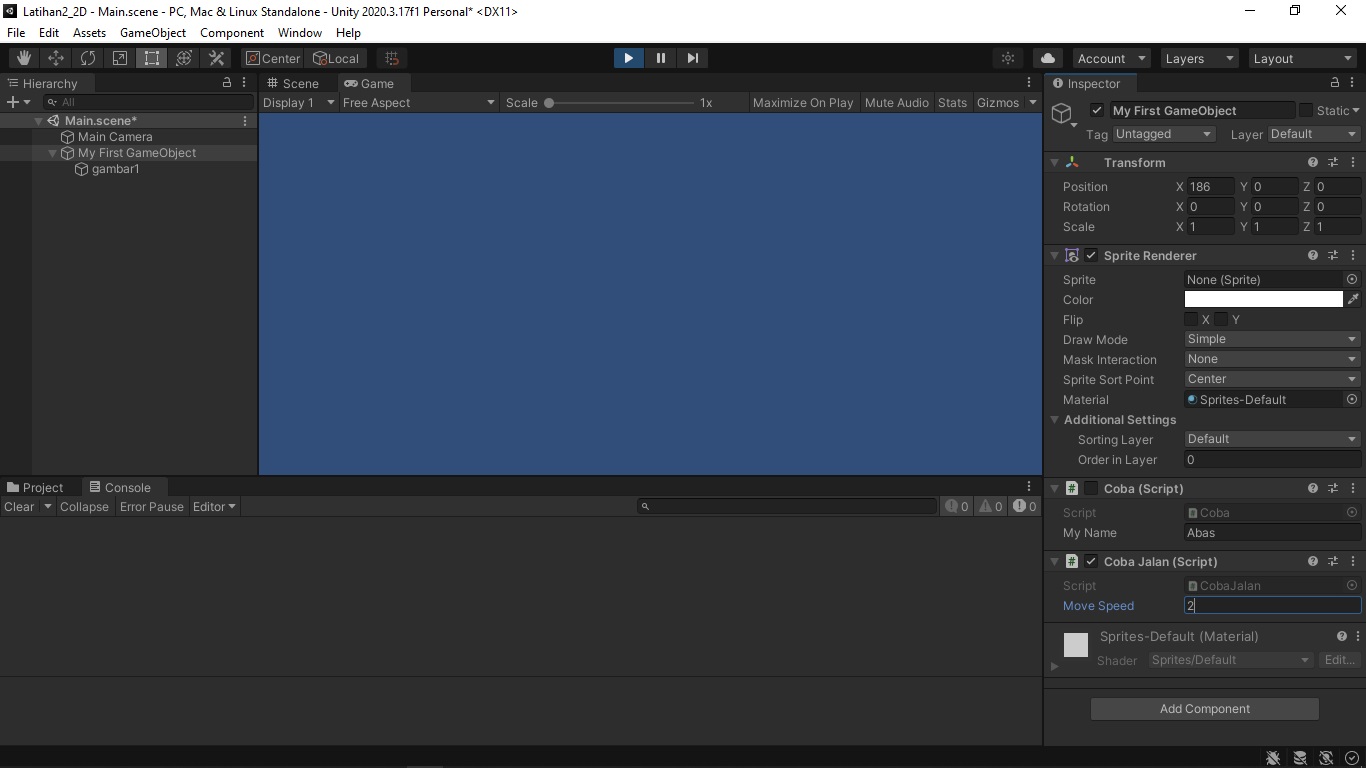 Latihan2_2D - Main.scene - PC, Mac & Linux Standalone - Unity 2020.3.17f1 Personal* <DX11>
File Edit Assets GameObject Component Window Help
Center Local Account Layers Layout
Hierarchy
All
Main.scene*
Main Camera
My First GameObject
gambar1
Scene Game
Display 1 Free Aspect Scale 1x Maximize On Play Mute Audio Stats Gizmos
Project Console
Clear Collapse Error Pause Editor 0 0 0
Inspector
My First GameObject Static
Tag Untagged Layer Default
Transform
Position X 186 Y 0 Z 0
Rotation X 0 Y 0 Z 0
Scale X 1 Y 1 Z 1
Sprite Renderer
Sprite None (Sprite)
Color
Flip X Y
Draw Mode Simple
Mask Interaction None
Sprite Sort Point Center
Material Sprites-Default
Additional Settings
Sorting Layer Default
Order in Layer 0
# Coba (Script)
Script Coba
My Name Abas
# Coba Jalan (Script)
Script CobaJalan
Move Speed 2
Sprites-Default (Material)
Shader Sprites/Default Edit...
Add Component